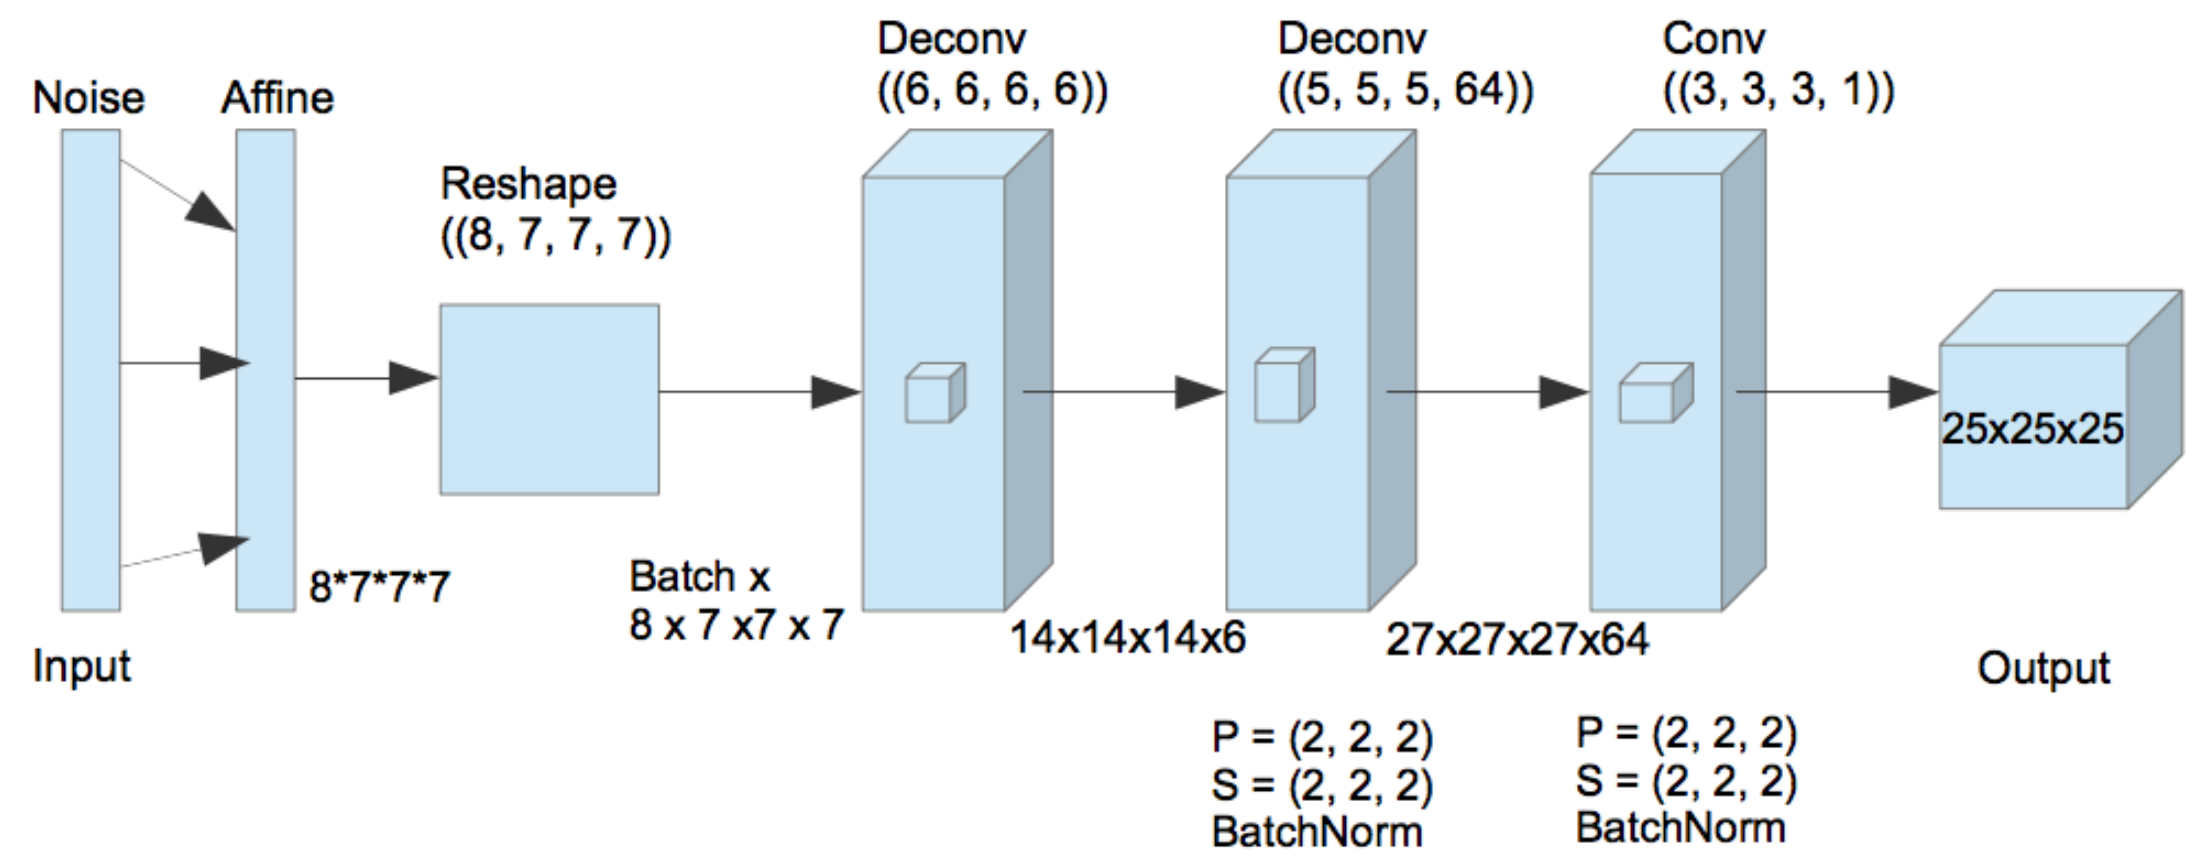 Noise
Affine
Reshape
((8, 7, 7, 7))
Deconv
((6, 6, 6, 6))
Deconv
((5, 5, 5, 64))
Conv
((3, 3, 3, 1))
25x25x25
8*7*7*7
Batch x
8 x 7 x7 x 7
14x14x14x6
27x27x27x64
Input
Output
P = (2, 2, 2)
S = (2, 2, 2)
BatchNorm
P = (2, 2, 2)
S = (2, 2, 2)
BatchNorm